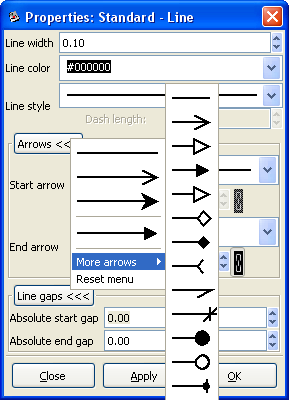 Properties: Standard - Line
Line width 0.10
Line color #000000
Line style
Dash length:
Arrows <<<
Start arrow
End arrow
More arrows
Reset menu
Line gaps <<<
Absolute start gap 0.00
Absolute end gap 0.00
Close Apply OK